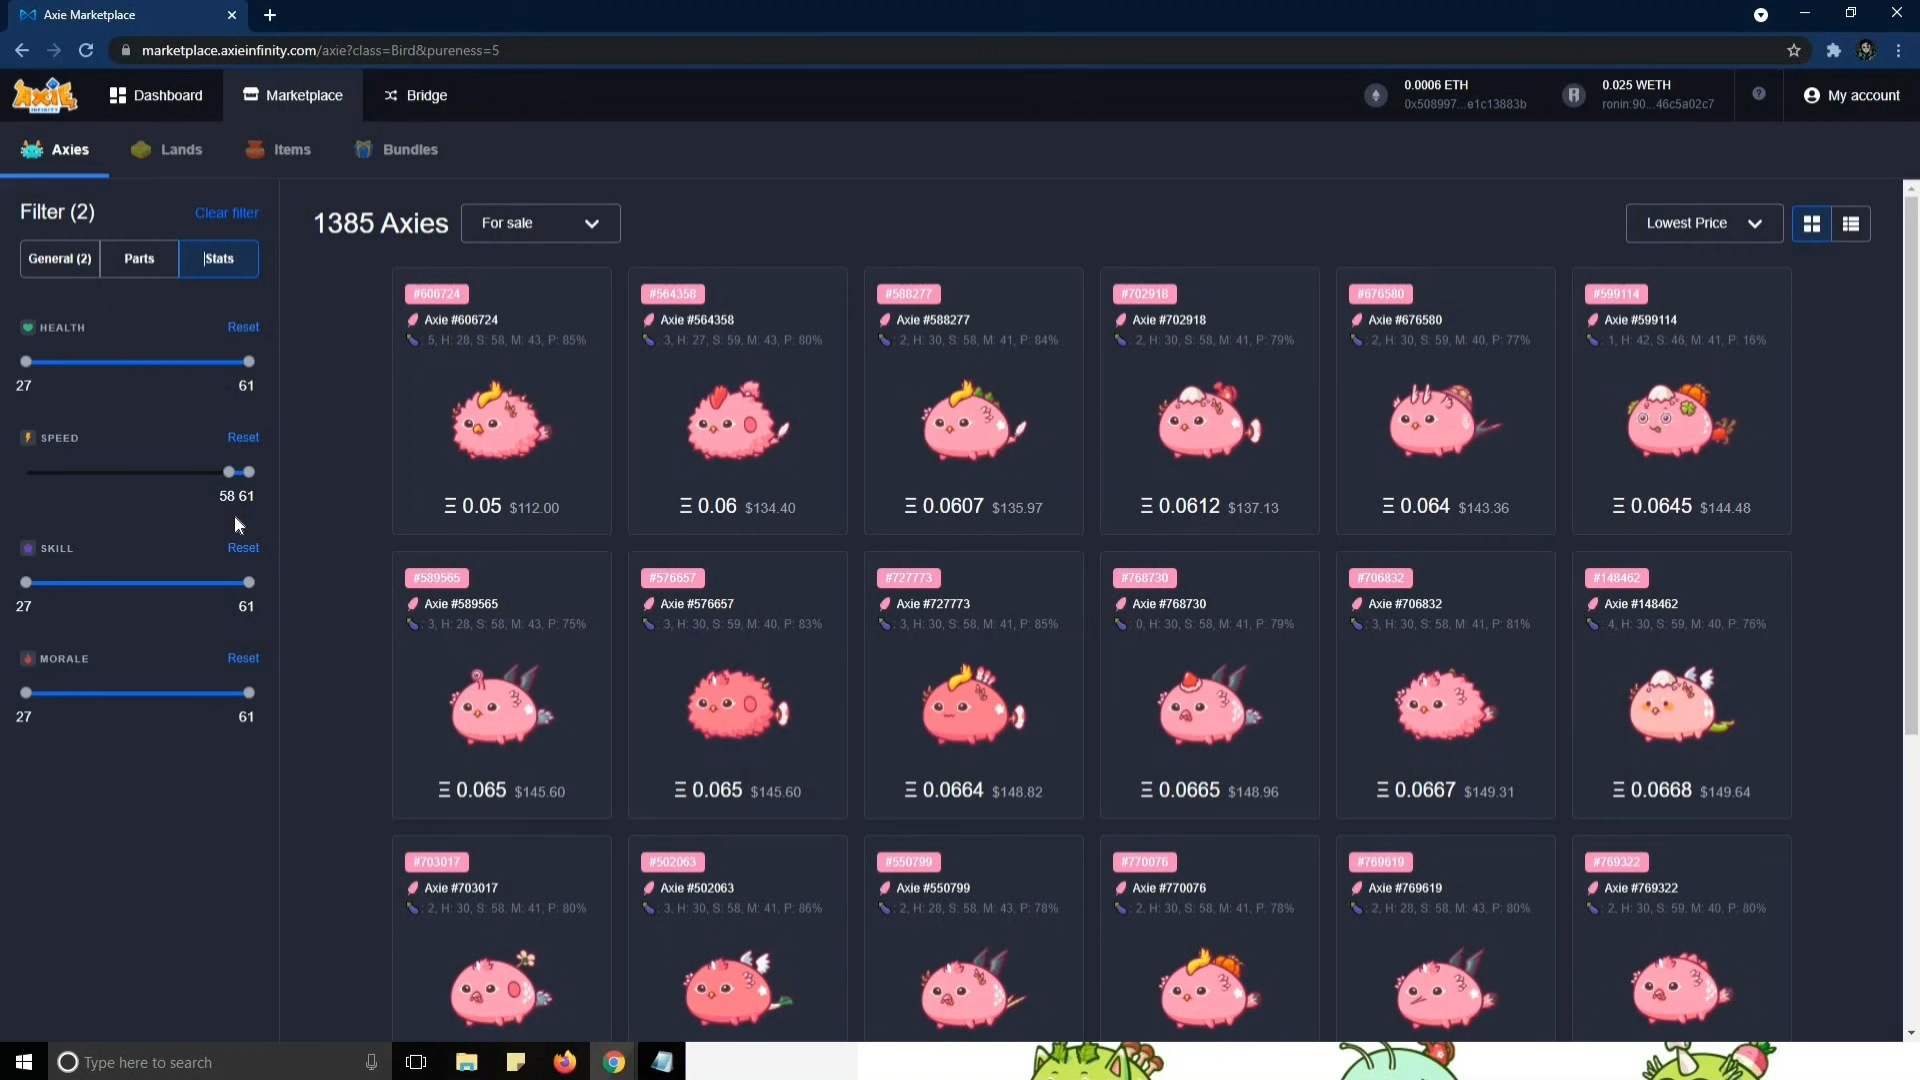 Axie Marketplace
marketplace.axieinfinity.com/axie?class=Bird&pureness=5
AXIE INFINITY
Dashboard
Marketplace
Bridge
0.0006 ETH
0x508997...e1c13883b
0.025 WETH
ronin:90...46c5a02c7
My account
Axies
Lands
Items
Bundles
Filter (2)
Clear filter
General (2)
Parts
Stats
HEALTH
Reset
27
61
SPEED
Reset
58 61
SKILL
Reset
27
61
MORALE
Reset
27
61
1385 Axies
For sale
Lowest Price
#606724
Axie #606724
: 5, H: 28, S: 58, M: 43, P: 85%
Ξ 0.05 $112.00
#564358
Axie #564358
: 3, H: 27, S: 59, M: 43, P: 80%
Ξ 0.06 $134.40
#588277
Axie #588277
: 2, H: 30, S: 58, M: 41, P: 84%
Ξ 0.0607 $135.97
#702918
Axie #702918
: 2, H: 30, S: 58, M: 41, P: 79%
Ξ 0.0612 $137.13
#676580
Axie #676580
: 2, H: 30, S: 59, M: 40, P: 77%
Ξ 0.064 $143.36
#599114
Axie #599114
: 1, H: 42, S: 46, M: 41, P: 16%
Ξ 0.0645 $144.48
#589565
Axie #589565
: 3, H: 28, S: 58, M: 43, P: 75%
Ξ 0.065 $145.60
#576657
Axie #576657
: 3, H: 30, S: 59, M: 40, P: 83%
Ξ 0.065 $145.60
#727773
Axie #727773
: 3, H: 30, S: 58, M: 41, P: 85%
Ξ 0.0664 $148.82
#768730
Axie #768730
: 0, H: 30, S: 58, M: 41, P: 79%
Ξ 0.0665 $148.96
#706832
Axie #706832
: 3, H: 30, S: 58, M: 41, P: 81%
Ξ 0.0667 $149.31
#148462
Axie #148462
: 4, H: 30, S: 59, M: 40, P: 76%
Ξ 0.0668 $149.64
#703017
Axie #703017
: 2, H: 30, S: 58, M: 41, P: 80%
#502063
Axie #502063
: 3, H: 30, S: 58, M: 41, P: 86%
#550799
Axie #550799
: 2, H: 28, S: 58, M: 43, P: 78%
#770076
Axie #770076
: 2, H: 30, S: 58, M: 41, P: 78%
#769619
Axie #769619
: 2, H: 28, S: 58, M: 43, P: 80%
#769322
Axie #769322
: 2, H: 30, S: 59, M: 40, P: 80%
Type here to search